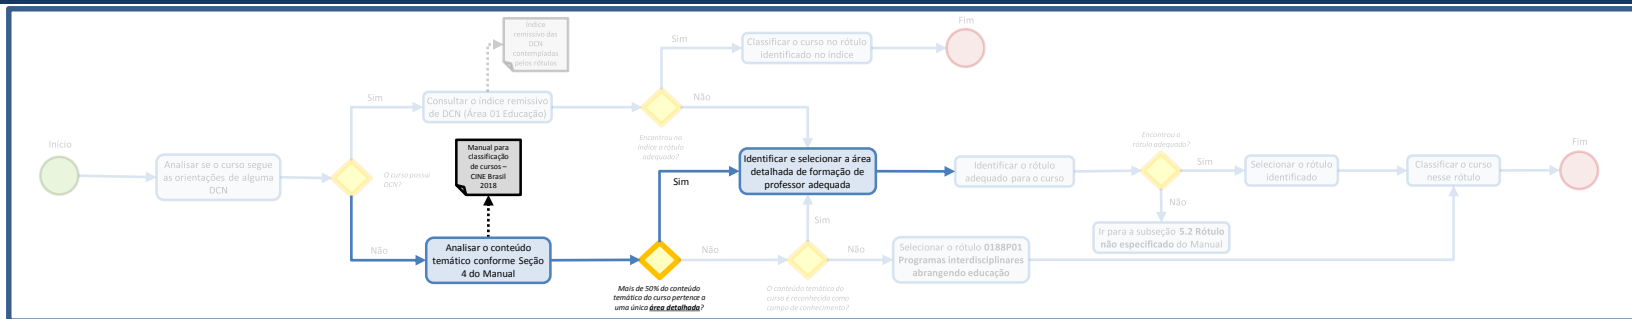 Índice
remissivo das
DCN
contempladas
pelos rótulos
Sim
Classificar o curso no rótulo
identificado no índice
Fim
Sim
Consultar o índice remissivo
de DCN (Área 01 Educação)
Não
Encontrou no
índice o rótulo
adequado?
Início
Analisar se o curso segue
as orientações de alguma
DCN
O curso possui
DCN?
Manual para
classificação
de cursos –
CINE Brasil
2018
Sim
Identificar e selecionar a área
detalhada de formação de
professor adequada
Identificar o rótulo
adequado para o curso
Encontrou o
rótulo adequado?
Sim
Selecionar o rótulo
identificado
Classificar o curso
nesse rótulo
Fim
Não
Ir para a subseção 5.2 Rótulo
não especificado do Manual
Não
Analisar o conteúdo
temático conforme Seção
4 do Manual
Mais de 50% do conteúdo
temático do curso pertence a
uma única área detalhada?
Não
Sim
O conteúdo temático do
curso é reconhecido como
campo de conhecimento?
Não
Selecionar o rótulo 0188P01
Programas interdisciplinares
abrangendo educação